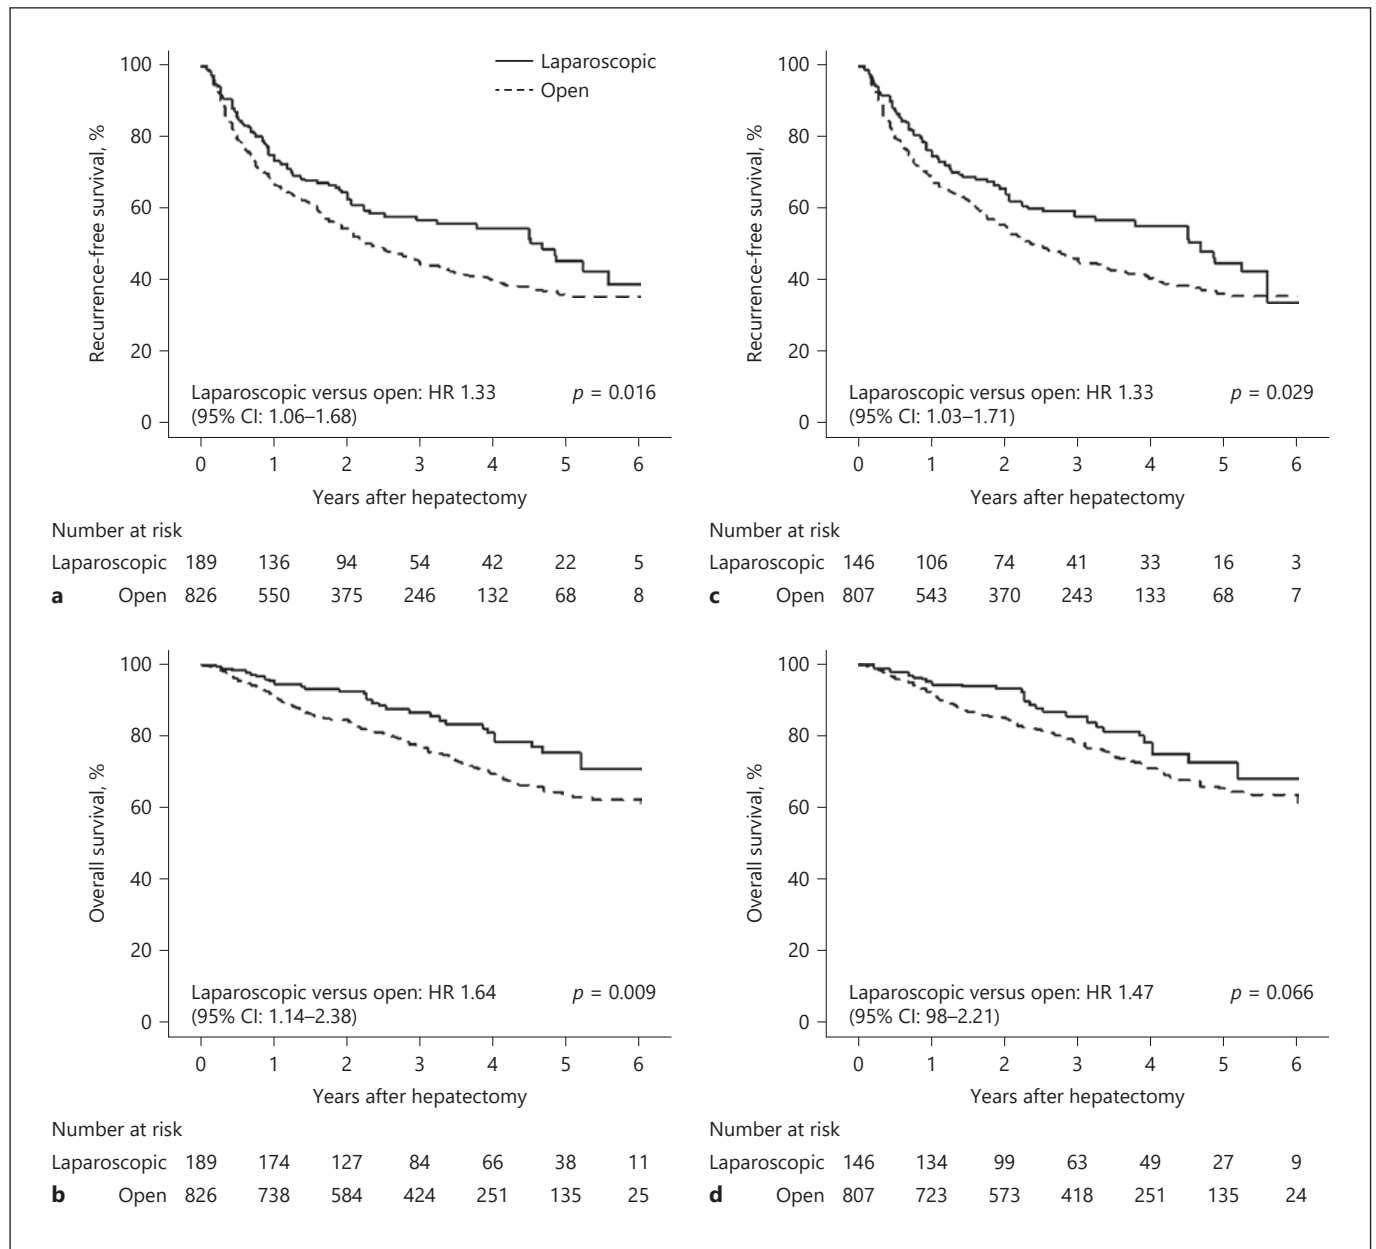 100
80
60
40
20
0
Recurrence-free survival, %
Laparoscopic
Open
Laparoscopic versus open: HR 1.33 p = 0.016
(95% CI: 1.06–1.68)
0 1 2 3 4 5 6
Years after hepatectomy
Number at risk
Laparoscopic 189 136 94 54 42 22 5
a Open 826 550 375 246 132 68 8
100
80
60
40
20
0
Recurrence-free survival, %
Laparoscopic versus open: HR 1.33 p = 0.029
(95% CI: 1.03–1.71)
0 1 2 3 4 5 6
Years after hepatectomy
Number at risk
Laparoscopic 146 106 74 41 33 16 3
c Open 807 543 370 243 133 68 7
100
80
60
40
20
0
Overall survival, %
Laparoscopic versus open: HR 1.64 p = 0.009
(95% CI: 1.14–2.38)
0 1 2 3 4 5 6
Years after hepatectomy
Number at risk
Laparoscopic 189 174 127 84 66 38 11
b Open 826 738 584 424 251 135 25
100
80
60
40
20
0
Overall survival, %
Laparoscopic versus open: HR 1.47 p = 0.066
(95% CI: 98–2.21)
0 1 2 3 4 5 6
Years after hepatectomy
Number at risk
Laparoscopic 146 134 99 63 49 27 9
d Open 807 723 573 418 251 135 24